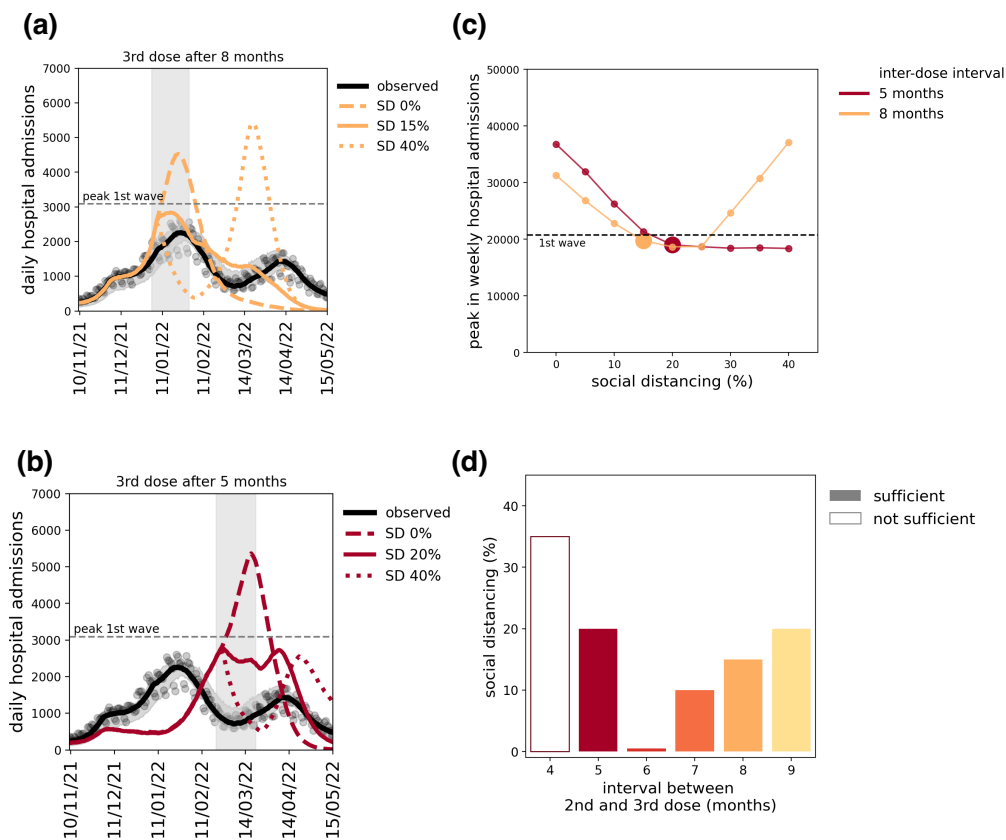 (a)
3rd dose after 8 months
daily hospital admissions
7000
6000
5000
4000
3000
2000
1000
0
peak 1st wave
10/11/21
11/12/21
11/01/22
11/02/22
14/03/22
14/04/22
15/05/22
observed
SD 0%
SD 15%
SD 40%
(c)
peak in weekly hospital admissions
50000
40000
30000
20000
10000
0
1st wave
0
10
20
30
40
social distancing (%)
inter-dose interval
5 months
8 months
(b)
3rd dose after 5 months
daily hospital admissions
7000
6000
5000
4000
3000
2000
1000
0
peak 1st wave
10/11/21
11/12/21
11/01/22
11/02/22
14/03/22
14/04/22
15/05/22
observed
SD 0%
SD 20%
SD 40%
(d)
social distancing (%)
40
30
20
10
0
4
5
6
7
8
9
interval between
2nd and 3rd dose (months)
sufficient
not sufficient